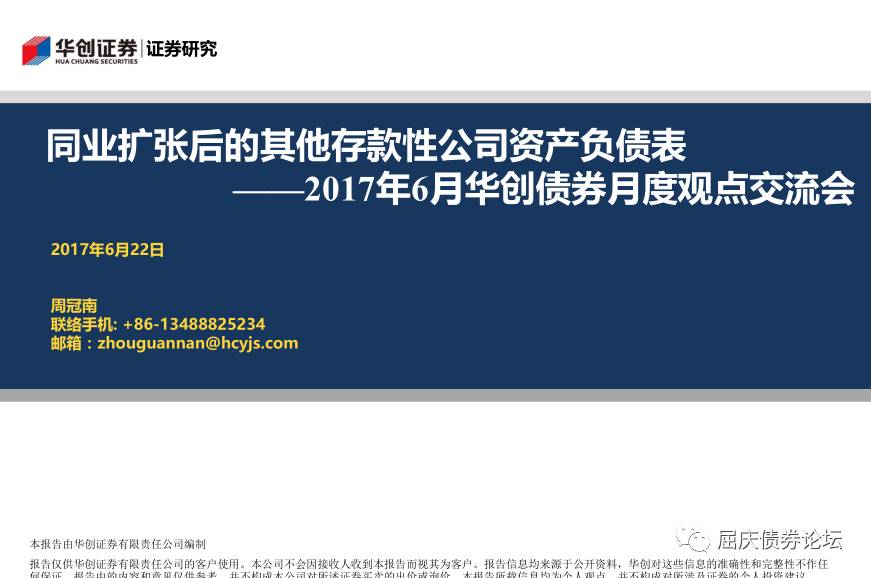 华创证券 证券研究
HUA CHUANG SECURITIES
同业扩张后的其他存款性公司资产负债表
——2017年6月华创债券月度观点交流会
2017年6月22日
周冠南
联络手机: +86-13488825234
邮箱：zhouguannan@hcyjs.com
屈庆债券论坛
本报告由华创证券有限责任公司编制
报告仅供华创证券有限责任公司的客户使用。本公司不会因接收人收到本报告而视其为客户。报告信息均来源于公开资料，华创对这些信息的准确性和完整性不作任
何保证。报告中的内容和意见仅供参考，并不构成本公司对所述证券买卖的出价或询价。本报告所载信息均为个人观点，并不构成对所涉及证券的个人投资建议。